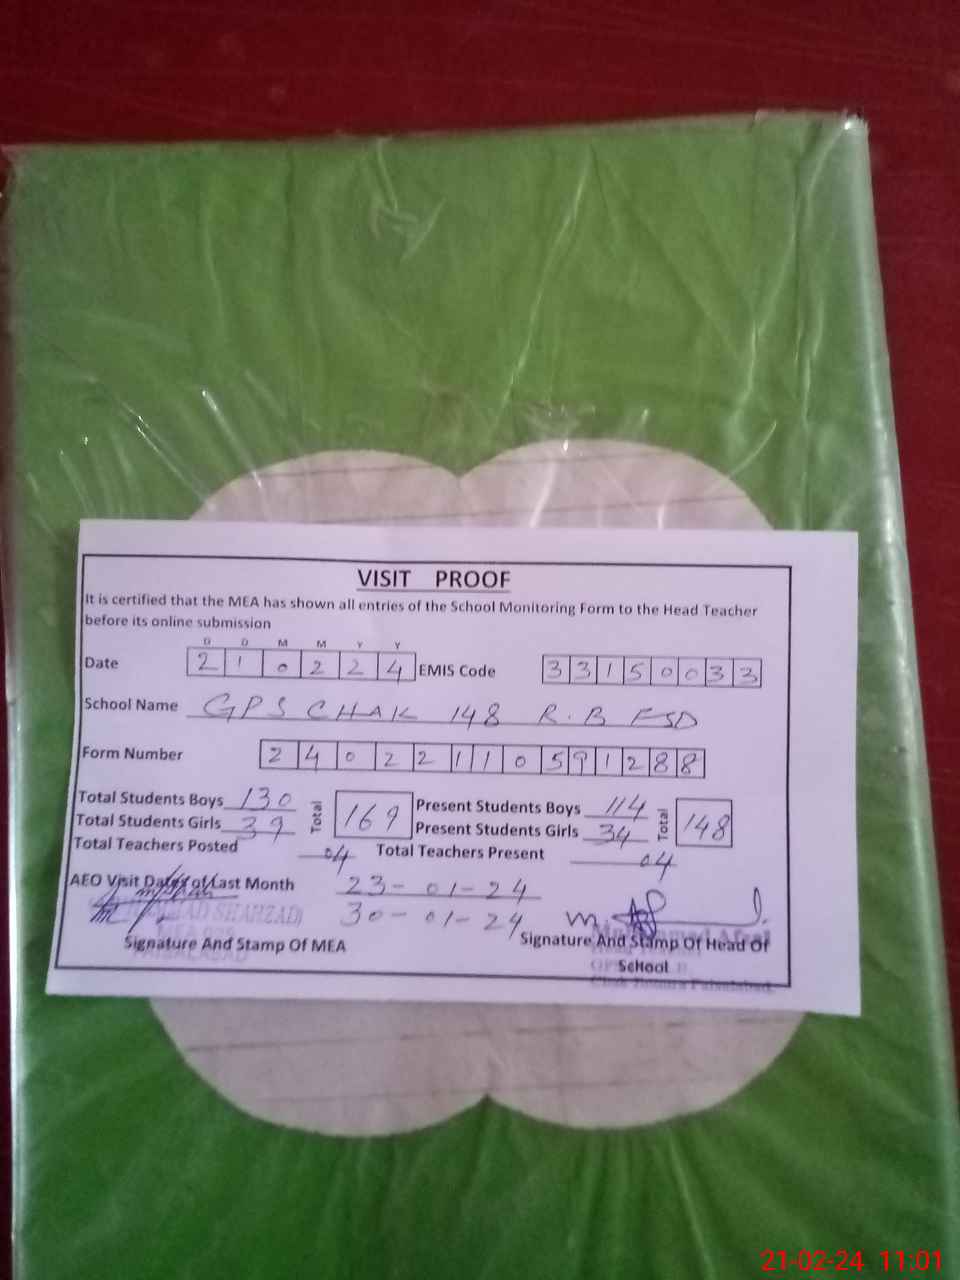 VISIT PROOF
It is certified that the MEA has shown all entries of the School Monitoring Form to the Head Teacher
before its online submission
D D M M Y Y
Date 2 1 0 2 2 4 EMIS Code 3 3 1 5 0 0 3 3
School Name GPS CHAK 148 R.B FSD
Form Number 2 4 0 2 2 1 1 0 5 9 1 2 8 8
Total Students Boys 130 Total 169 Present Students Boys 114 Total 148
Total Students Girls 39 Present Students Girls 34
Total Teachers Posted 04 Total Teachers Present 04
AEO Visit Dates of Last Month 23-01-24
30-01-24
SHAHZAD)
Signature And Stamp Of MEA
Signature And Stamp Of Head Of
School
Muhammad Afzal
Faisalabad.
21-02-24 11:01